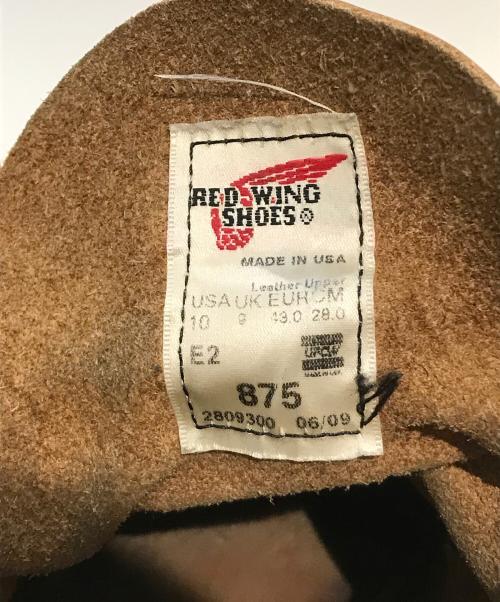 RED WING
SHOES®
MADE IN USA
Leather Upper
USA UK EUR CM
10 9 43.0 28.0
E2
875
2809300 06/09